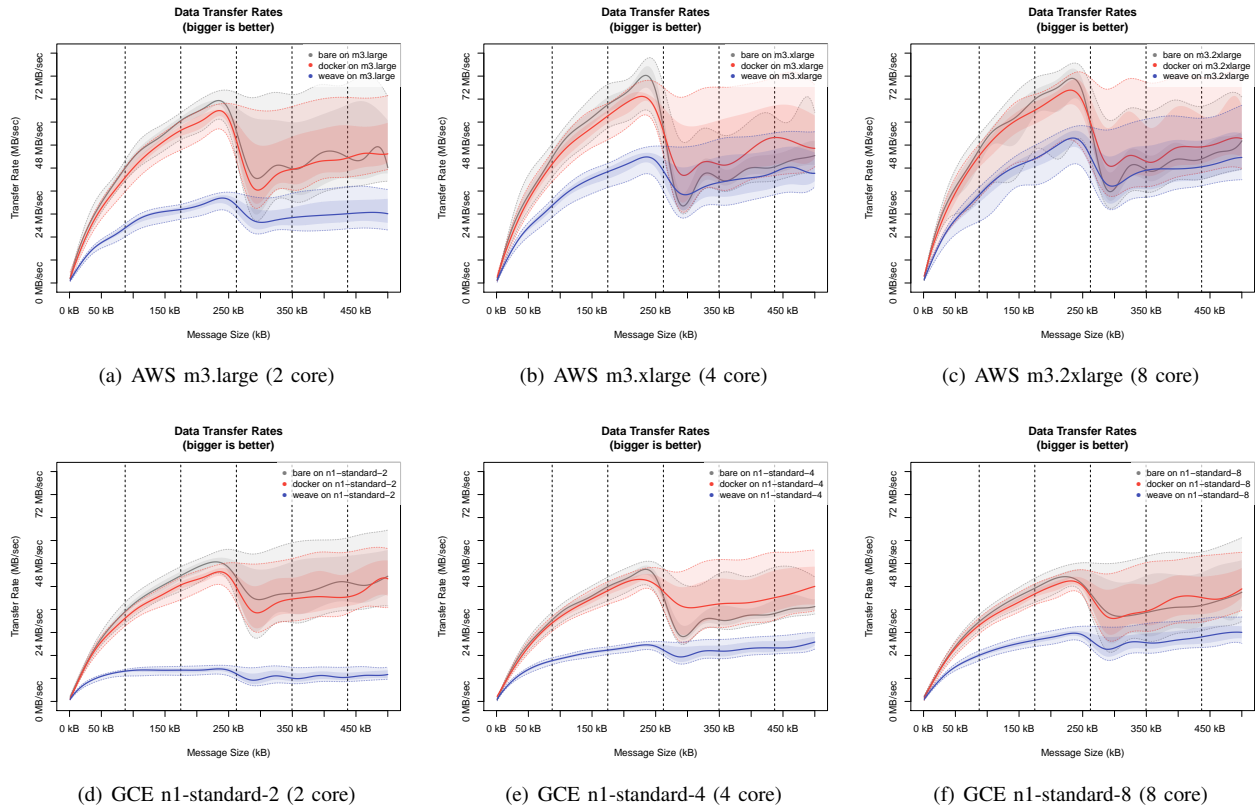 Data Transfer Rates
(bigger is better)
Transfer Rate (MB/sec)
0 MB/sec
24 MB/sec
48 MB/sec
72 MB/sec
bare on m3.large
docker on m3.large
weave on m3.large
0 kB
50 kB
150 kB
250 kB
350 kB
450 kB
Message Size (kB)
(a) AWS m3.large (2 core)
Data Transfer Rates
(bigger is better)
Transfer Rate (MB/sec)
0 MB/sec
24 MB/sec
48 MB/sec
72 MB/sec
bare on m3.xlarge
docker on m3.xlarge
weave on m3.xlarge
0 kB
50 kB
150 kB
250 kB
350 kB
450 kB
Message Size (kB)
(b) AWS m3.xlarge (4 core)
Data Transfer Rates
(bigger is better)
Transfer Rate (MB/sec)
0 MB/sec
24 MB/sec
48 MB/sec
72 MB/sec
bare on m3.2xlarge
docker on m3.2xlarge
weave on m3.2xlarge
0 kB
50 kB
150 kB
250 kB
350 kB
450 kB
Message Size (kB)
(c) AWS m3.2xlarge (8 core)
Data Transfer Rates
(bigger is better)
Transfer Rate (MB/sec)
0 MB/sec
24 MB/sec
48 MB/sec
72 MB/sec
bare on n1−standard−2
docker on n1−standard−2
weave on n1−standard−2
0 kB
50 kB
150 kB
250 kB
350 kB
450 kB
Message Size (kB)
(d) GCE n1-standard-2 (2 core)
Data Transfer Rates
(bigger is better)
Transfer Rate (MB/sec)
0 MB/sec
24 MB/sec
48 MB/sec
72 MB/sec
bare on n1−standard−4
docker on n1−standard−4
weave on n1−standard−4
0 kB
50 kB
150 kB
250 kB
350 kB
450 kB
Message Size (kB)
(e) GCE n1-standard-4 (4 core)
Data Transfer Rates
(bigger is better)
Transfer Rate (MB/sec)
0 MB/sec
24 MB/sec
48 MB/sec
72 MB/sec
bare on n1−standard−8
docker on n1−standard−8
weave on n1−standard−8
0 kB
50 kB
150 kB
250 kB
350 kB
450 kB
Message Size (kB)
(f) GCE n1-standard-8 (8 core)